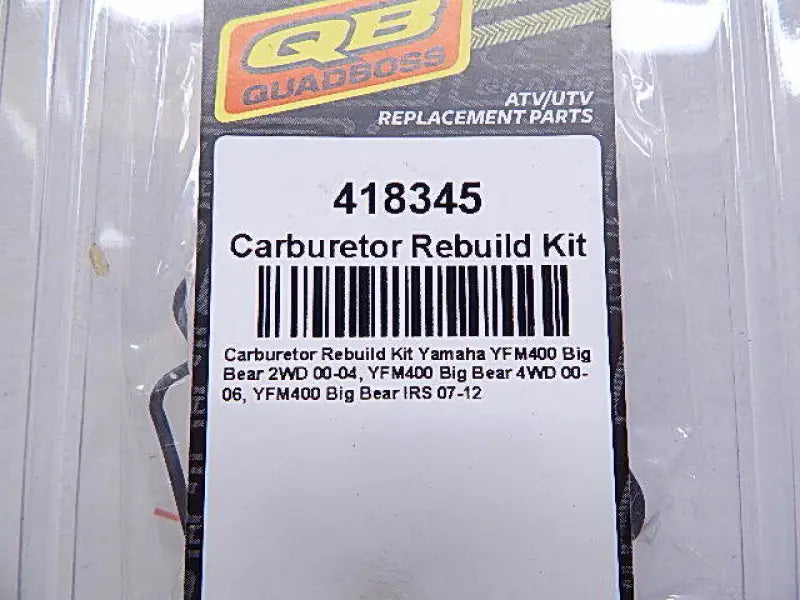 QB
QUADBOSS
ATV/UTV
REPLACEMENT PARTS
418345
Carburetor Rebuild Kit
Carburetor Rebuild Kit Yamaha YFM400 Big
Bear 2WD 00-04, YFM400 Big Bear 4WD 00-
06, YFM400 Big Bear IRS 07-12